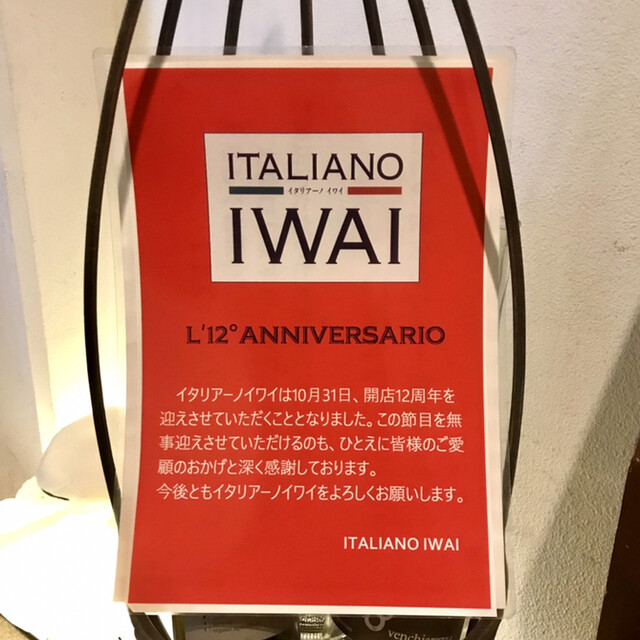 ITALIANO
イタリアーノ イワイ
IWAI
L'12°ANNIVERSARIO
イタリアーノイワイは10月31日、開店12周年を
迎えさせていただくこととなりました。この節目を無
事迎えさせていただけるのも、ひとえに皆様のご愛
顧のおかげと深く感謝しております。
今後ともイタリアーノイワイをよろしくお願いします。
ITALIANO IWAI